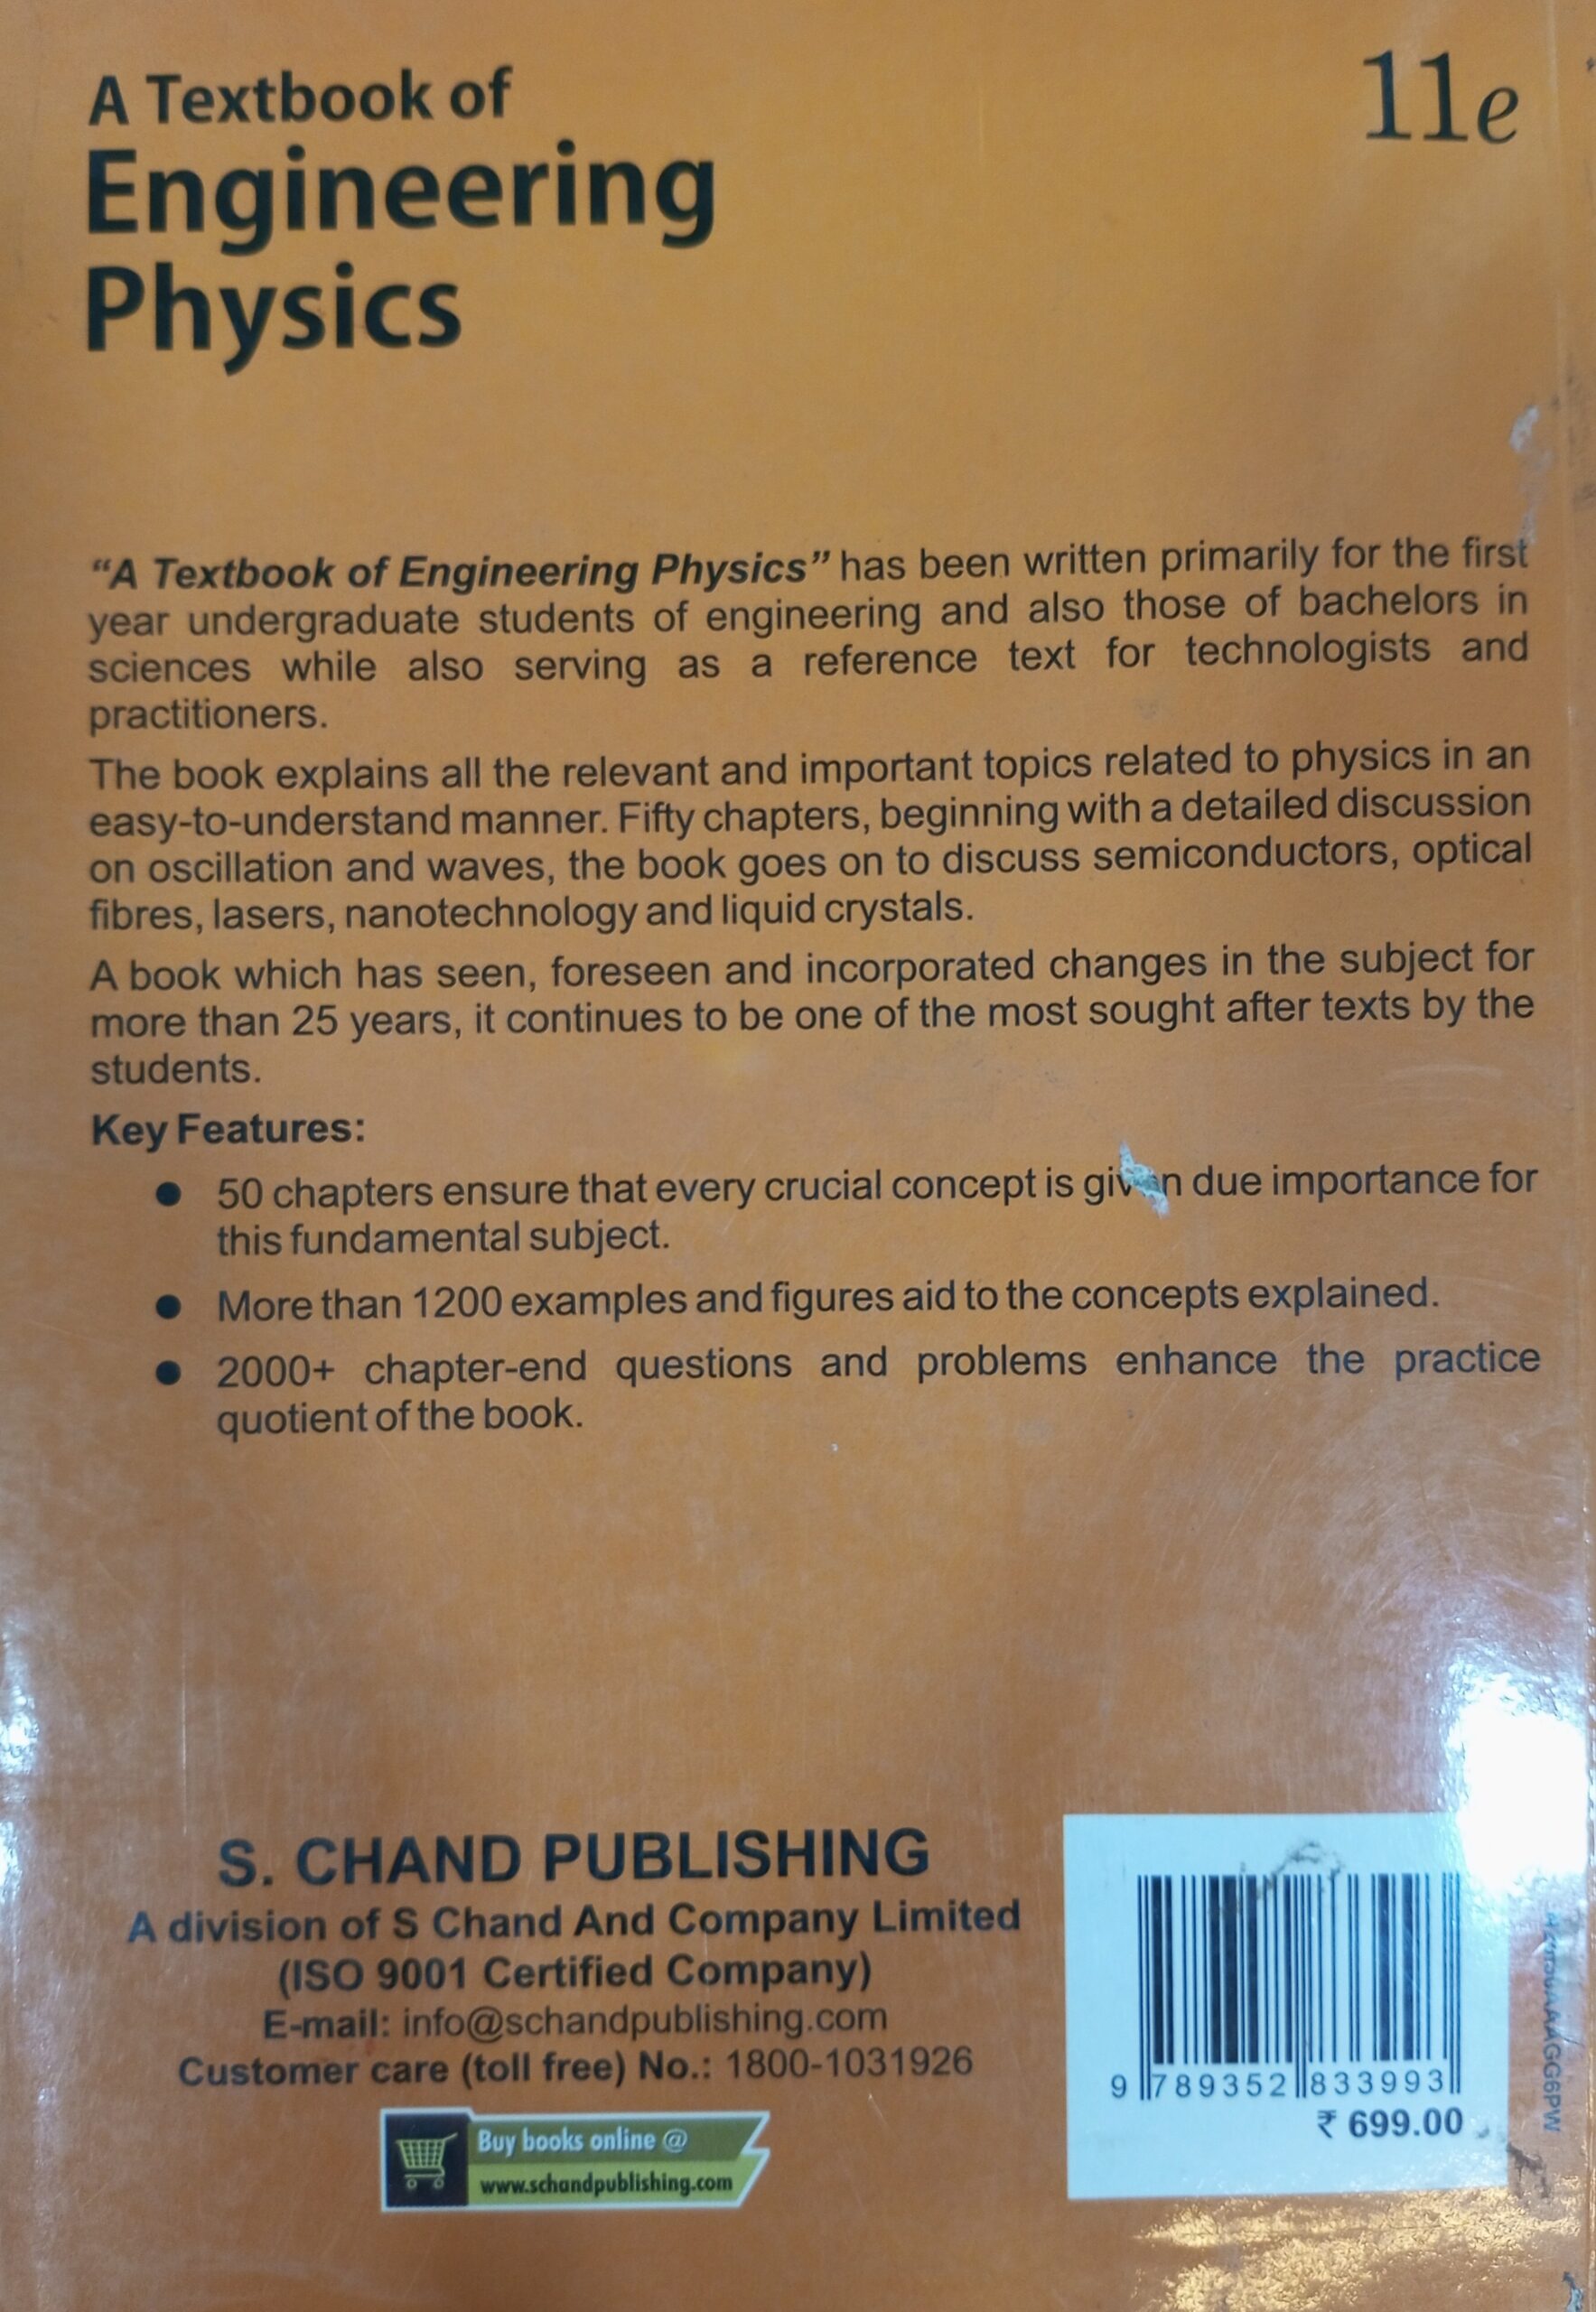 A Textbook of
11e
Engineering
Physics
“A Textbook of Engineering Physics” has been written primarily for the first
year undergraduate students of engineering and also those of bachelors in
sciences while also serving as a reference text for technologists and
practitioners.
The book explains all the relevant and important topics related to physics in an
easy-to-understand manner. Fifty chapters, beginning with a detailed discussion
on oscillation and waves, the book goes on to discuss semiconductors, optical
fibres, lasers, nanotechnology and liquid crystals.
A book which has seen, foreseen and incorporated changes in the subject for
more than 25 years, it continues to be one of the most sought after texts by the
students.
Key Features:
● 50 chapters ensure that every crucial concept is given due importance for
this fundamental subject.
● More than 1200 examples and figures aid to the concepts explained.
● 2000+ chapter-end questions and problems enhance the practice
quotient of the book.
S. CHAND PUBLISHING
A division of S Chand And Company Limited
(ISO 9001 Certified Company)
E-mail: info@schandpublishing.com
Customer care (toll free) No.: 1800-1031926
Buy books online @
www.schandpublishing.com
9 789352 833993
₹ 699.00